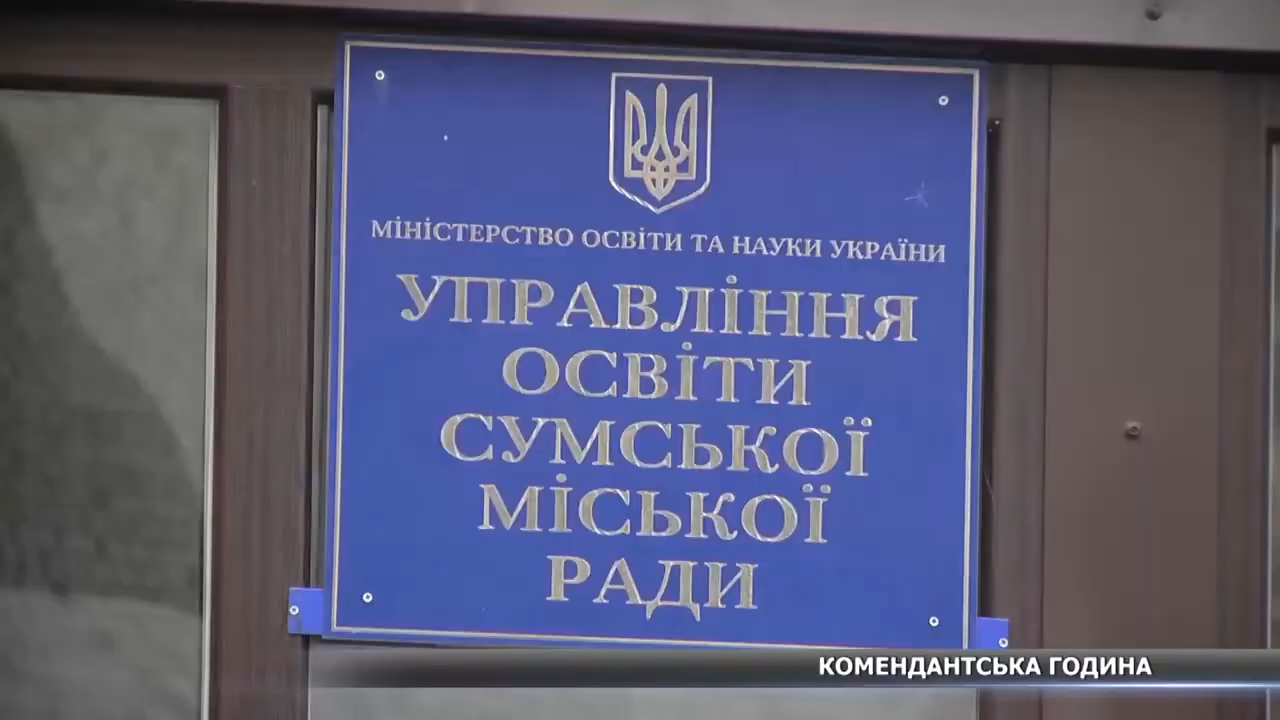 МІНІСТЕРСТВО ОСВІТИ ТА НАУКИ УКРАЇНИ
УПРАВЛІННЯ
ОСВІТИ
СУМСЬКОЇ
МІСЬКОЇ
РАДИ
КОМЕНДАНТСЬКА ГОДИНА